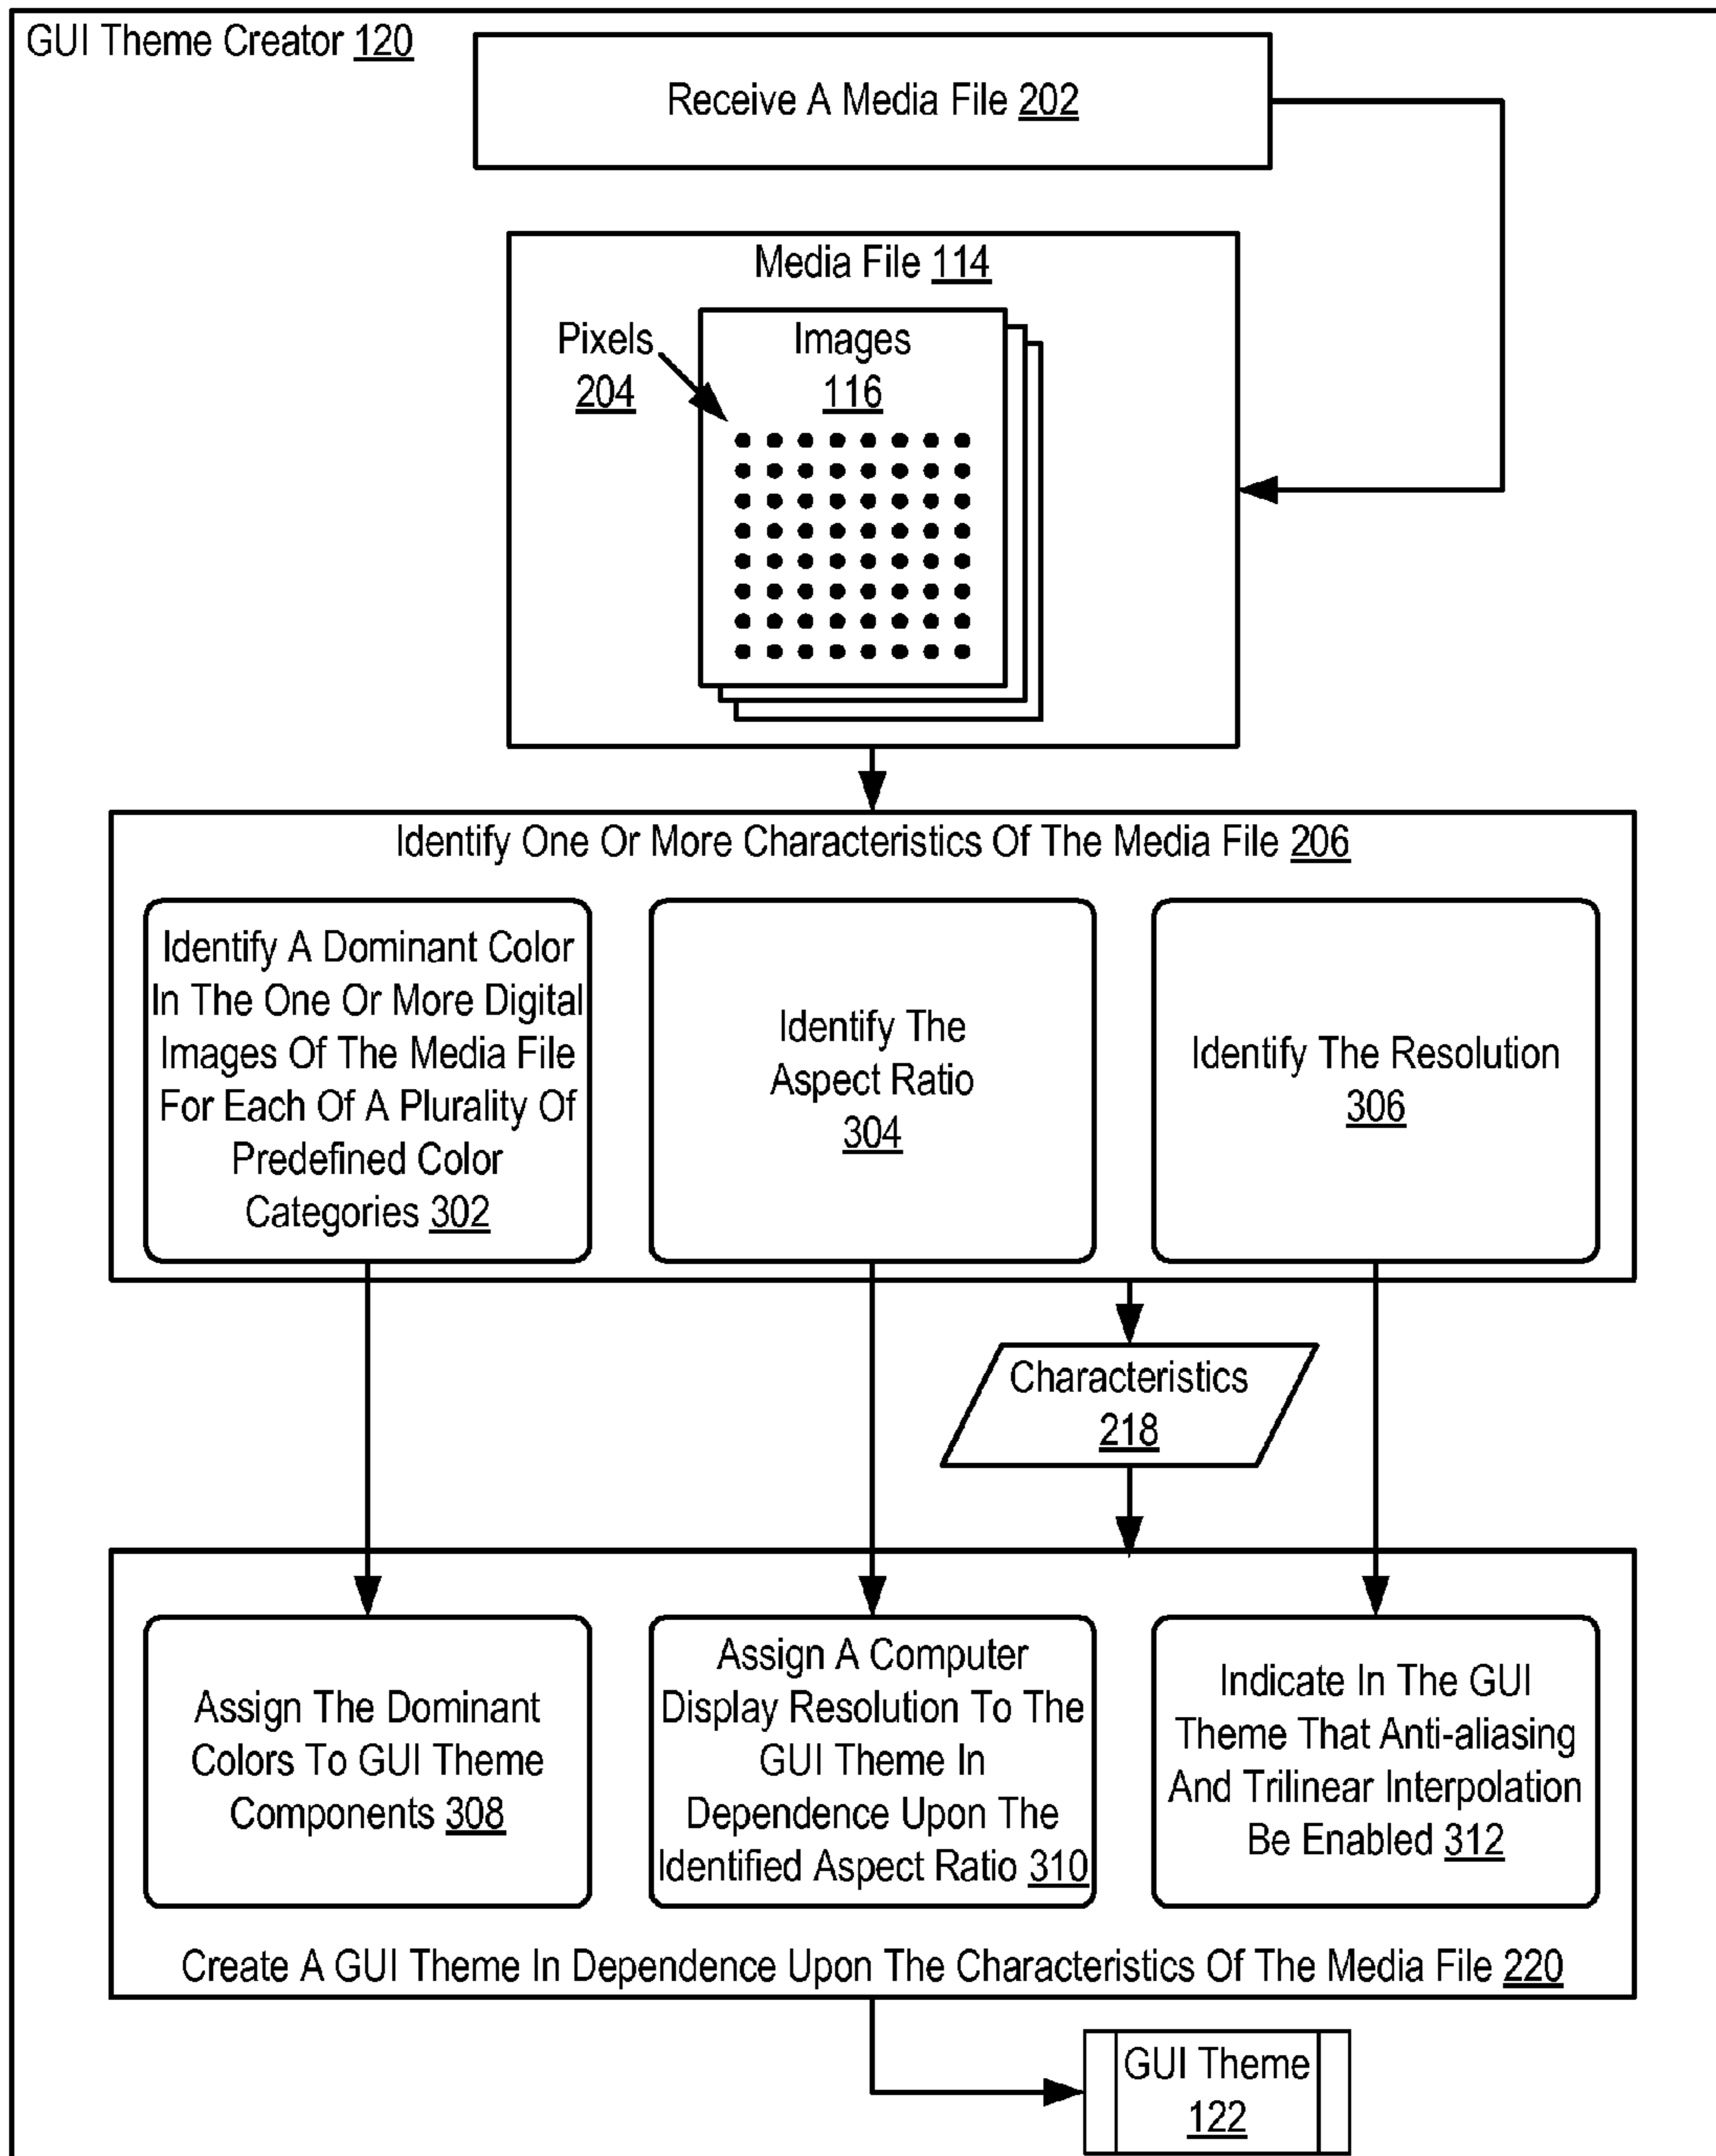 GUI Theme Creator 120
Receive A Media File 202
Media File 114
Pixels
204
Images
116
Identify One Or More Characteristics Of The Media File 206
Identify A Dominant Color
In The One Or More Digital
Images Of The Media File
For Each Of A Plurality Of
Predefined Color
Categories 302
Identify The
Aspect Ratio
304
Identify The Resolution
306
Characteristics
218
Assign The Dominant
Colors To GUI Theme
Components 308
Assign A Computer
Display Resolution To The
GUI Theme In
Dependence Upon The
Identified Aspect Ratio 310
Indicate In The GUI
Theme That Anti-aliasing
And Trilinear Interpolation
Be Enabled 312
Create A GUI Theme In Dependence Upon The Characteristics Of The Media File 220
GUI Theme
122